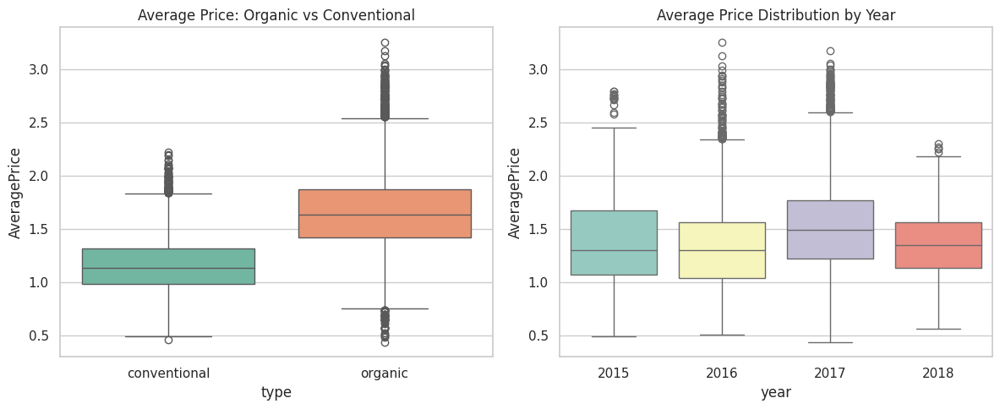 Average Price: Organic vs Conventional
AveragePrice
3.0
2.5
2.0
1.5
1.0
0.5
conventional organic
type
Average Price Distribution by Year
AveragePrice
3.0
2.5
2.0
1.5
1.0
0.5
2015 2016 2017 2018
year